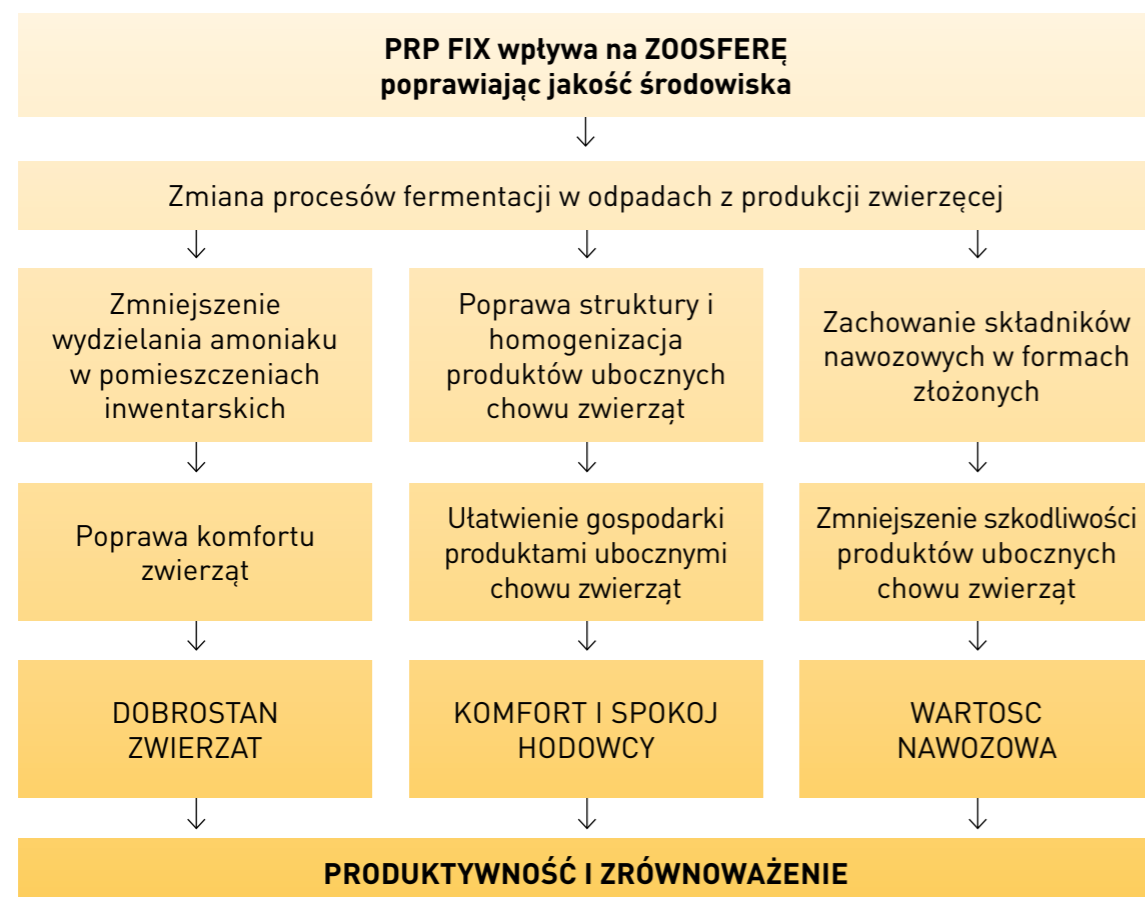 PRP FIX wpływa na ZOOSFERĘ
poprawiając jakość środowiska
Zmiana procesów fermentacji w odpadach z produkcji zwierzęcej
Zmniejszenie
wydzielania amoniaku
w pomieszczeniach
inwentarskich
Poprawa struktury i
homogenizacja
produktów ubocznych
chowu zwierząt
Zachowanie składników
nawozowych w formach
złożonych
Poprawa komfortu
zwierząt
Ułatwienie gospodarki
produktami ubocznymi
chowu zwierząt
Zmniejszenie szkodliwości
produktów ubocznych
chowu zwierząt
DOBROSTAN
ZWIERZAT
KOMFORT I SPOKOJ
HODOWCY
WARTOSC
NAWOZOWA
PRODUKTYWNOŚĆ I ZRÓWNOWAŻENIE